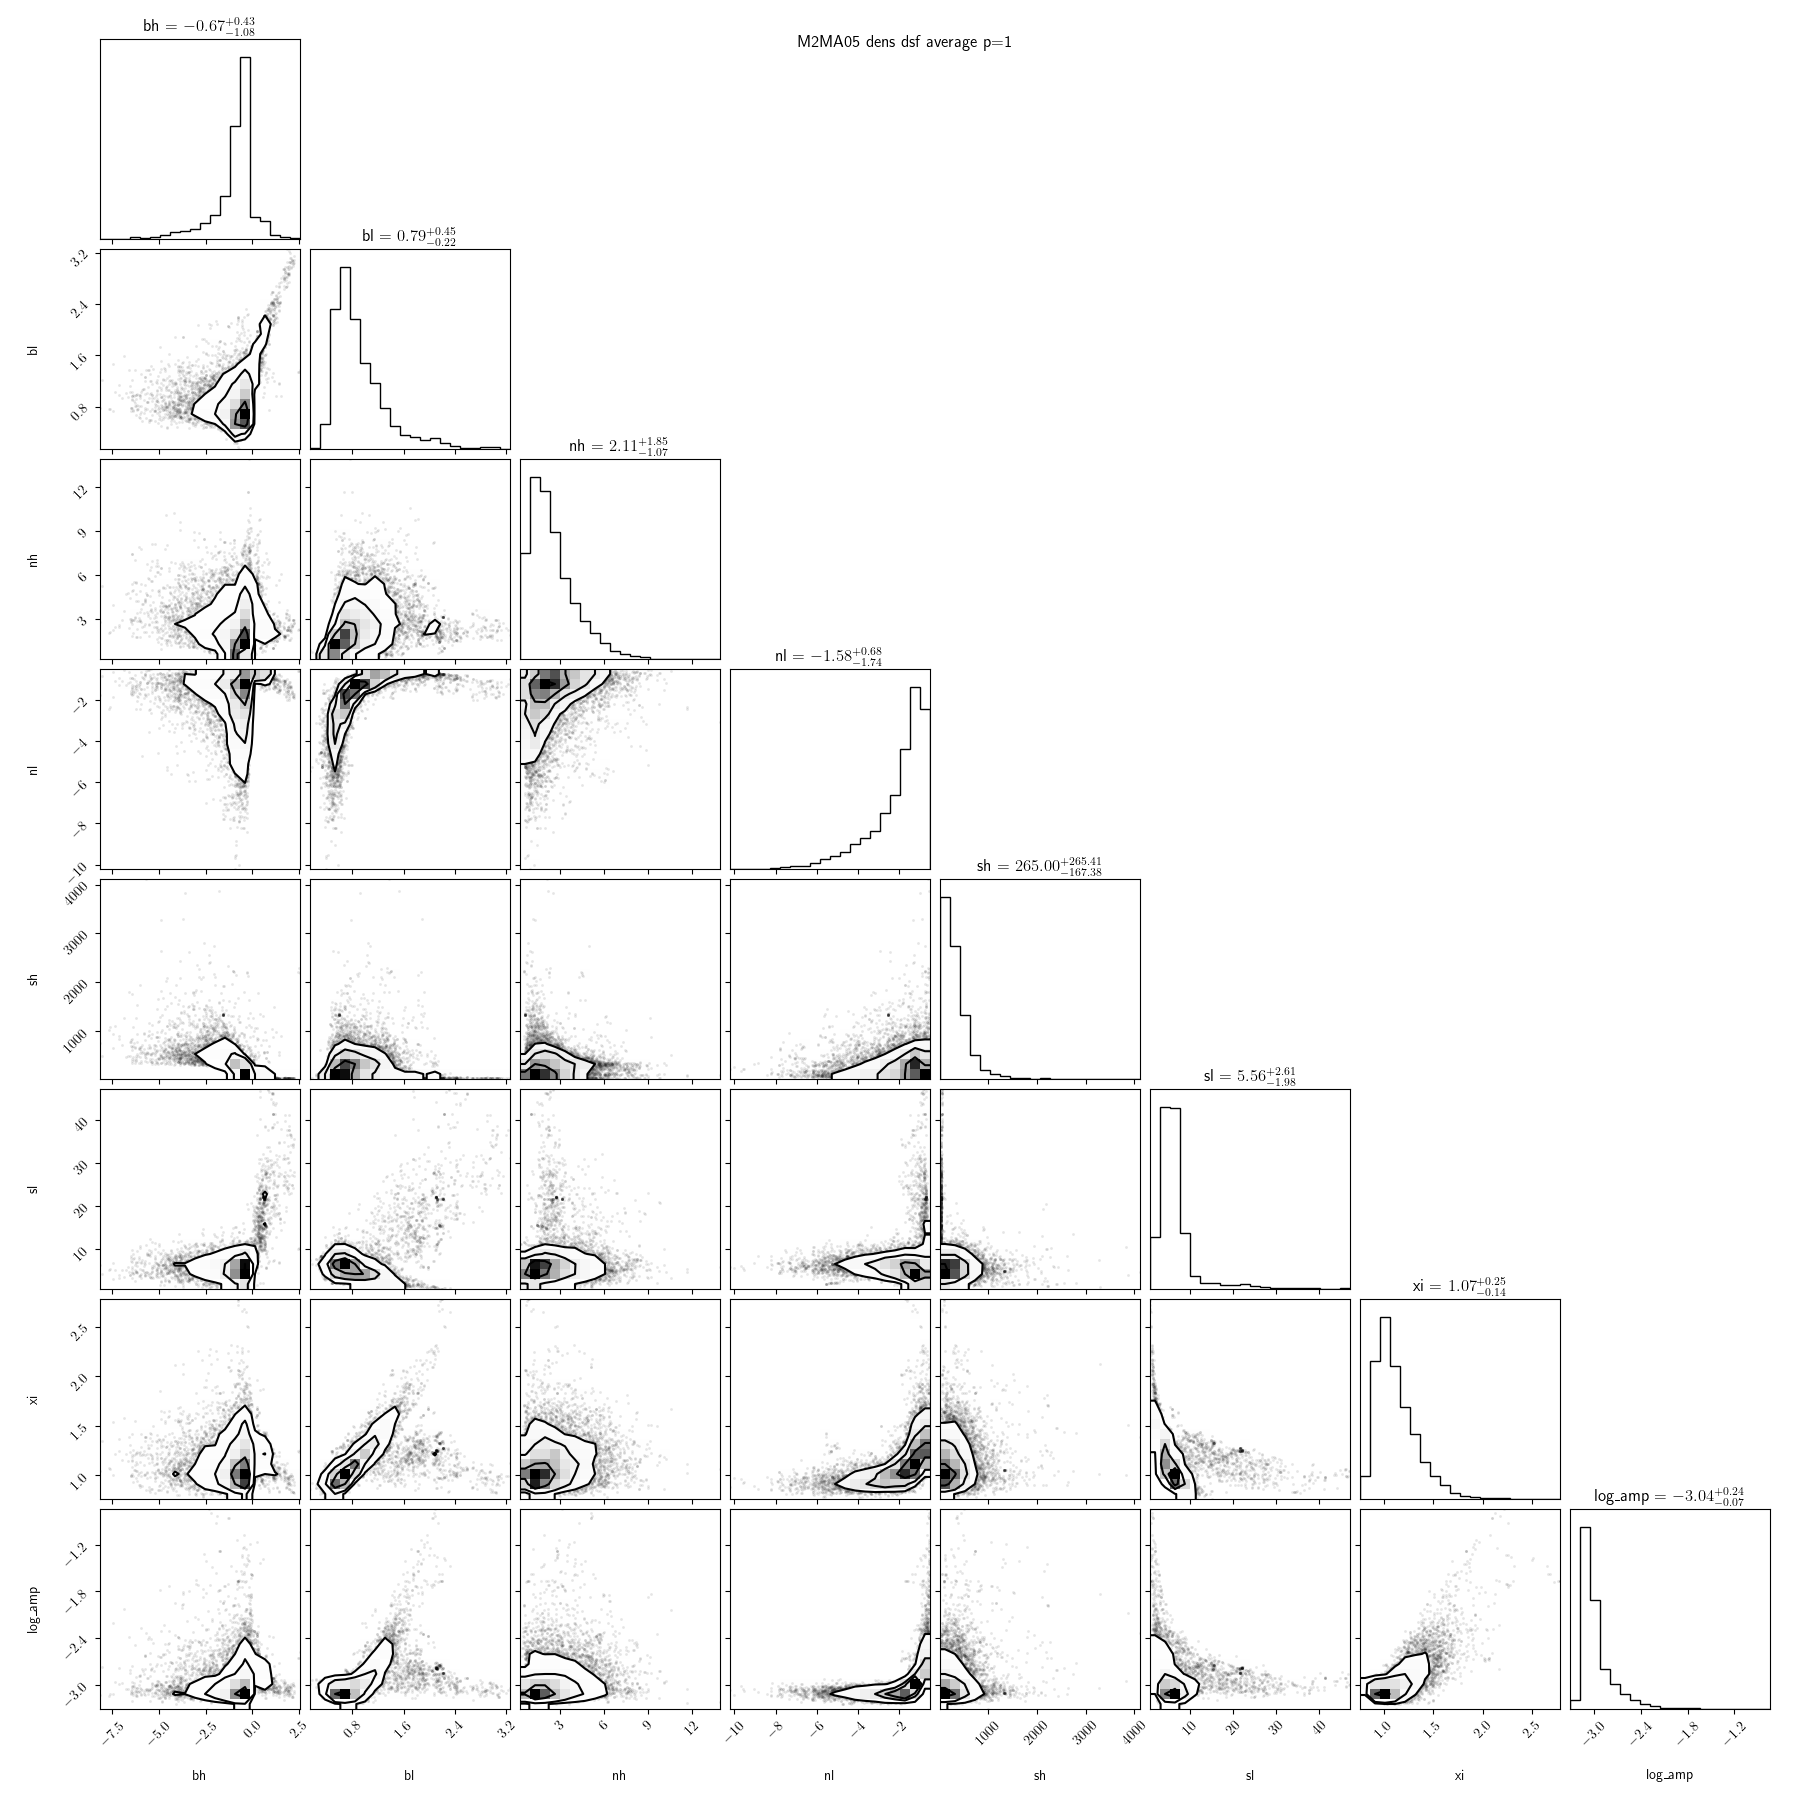 M2MA05 dens dsf average p=1
bh = −0.67+0.43 −1.08
bl = 0.79+0.45 −0.22
3.2
2.4
1.6
0.8
bl
nh = 2.11+1.85 −1.07
12
9
6
3
nh
nl = −1.58+0.68 −1.74
−2
−4
−6
−8
−10
nl
sh = 265.00+265.41 −167.38
4000
3000
2000
1000
sh
sl = 5.56+2.61 −1.98
40
30
20
10
sl
xi = 1.07+0.25 −0.14
2.5
2.0
1.5
1.0
xi
log_amp = −3.04+0.24 −0.07
−1.2
−1.8
−2.4
−3.0
log_amp
−7.5 −5.0 −2.5 0.0 2.5 0.8 1.6 2.4 3.2 3 6 9 12 −10 −8 −6 −4 −2 1000 2000 3000 4000 10 20 30 40 1.0 1.5 2.0 2.5 −3.0 −2.4 −1.8 −1.2
bh bl nh nl sh sl xi log_amp